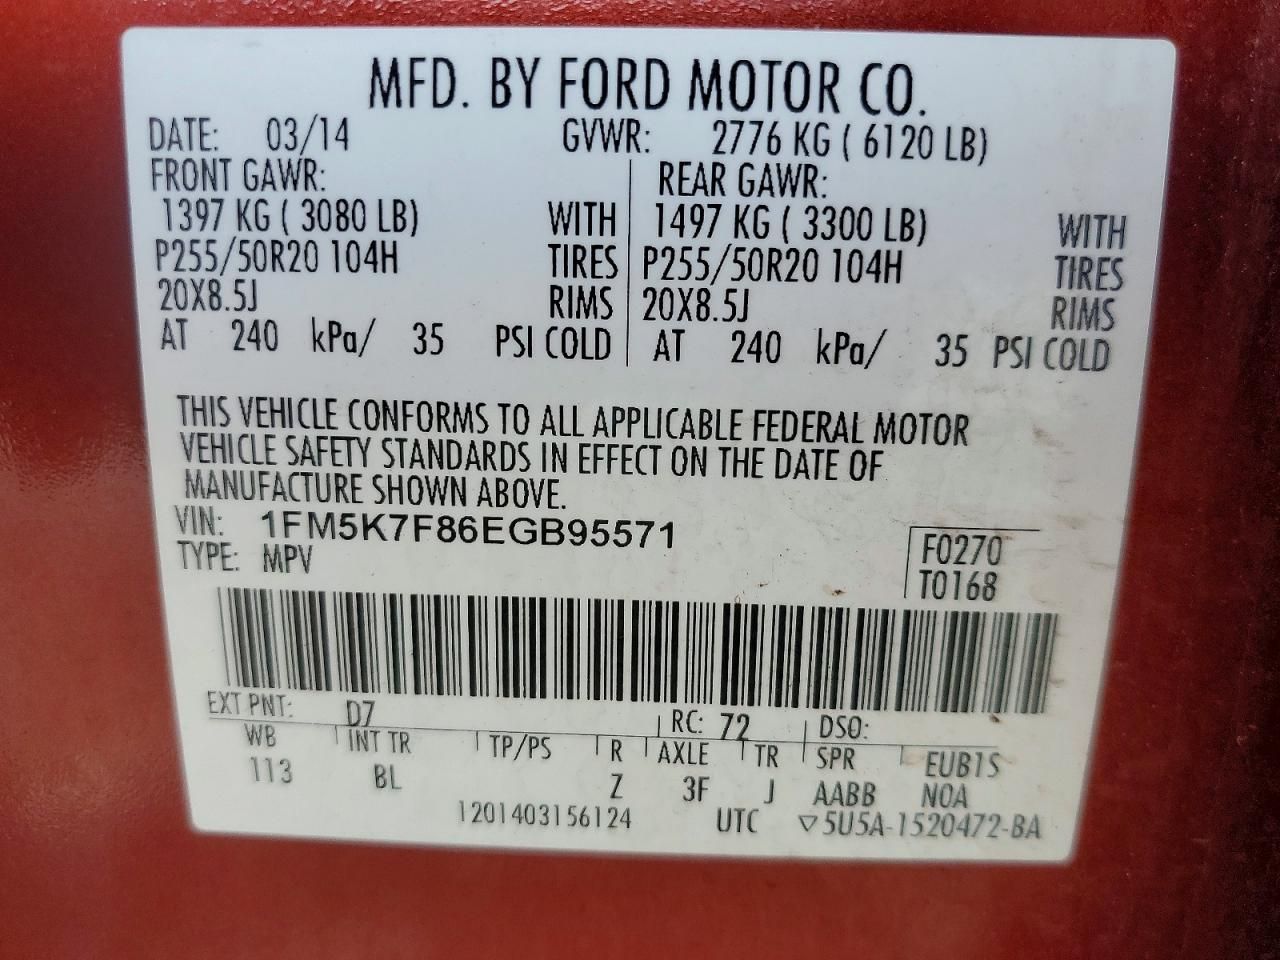 MFD. BY FORD MOTOR CO.
DATE: 03/14 GVWR: 2776 KG ( 6120 LB)
FRONT GAWR: REAR GAWR:
1397 KG ( 3080 LB) WITH 1497 KG ( 3300 LB) WITH
P255/50R20 104H TIRES P255/50R20 104H TIRES
20X8.5J RIMS 20X8.5J RIMS
AT 240 kPa/ 35 PSI COLD AT 240 kPa/ 35 PSI COLD
THIS VEHICLE CONFORMS TO ALL APPLICABLE FEDERAL MOTOR
VEHICLE SAFETY STANDARDS IN EFFECT ON THE DATE OF
MANUFACTURE SHOWN ABOVE.
VIN: 1FM5K7F86EGB95571
TYPE: MPV
F0270
T0168
EXT PNT: D7 RC: 72 DSO:
WB INT TR TP/PS R AXLE TR SPR EUB1S
113 BL Z 3F J AABB NOA
1201403156124 UTC ▽5U5A-1520472-BA